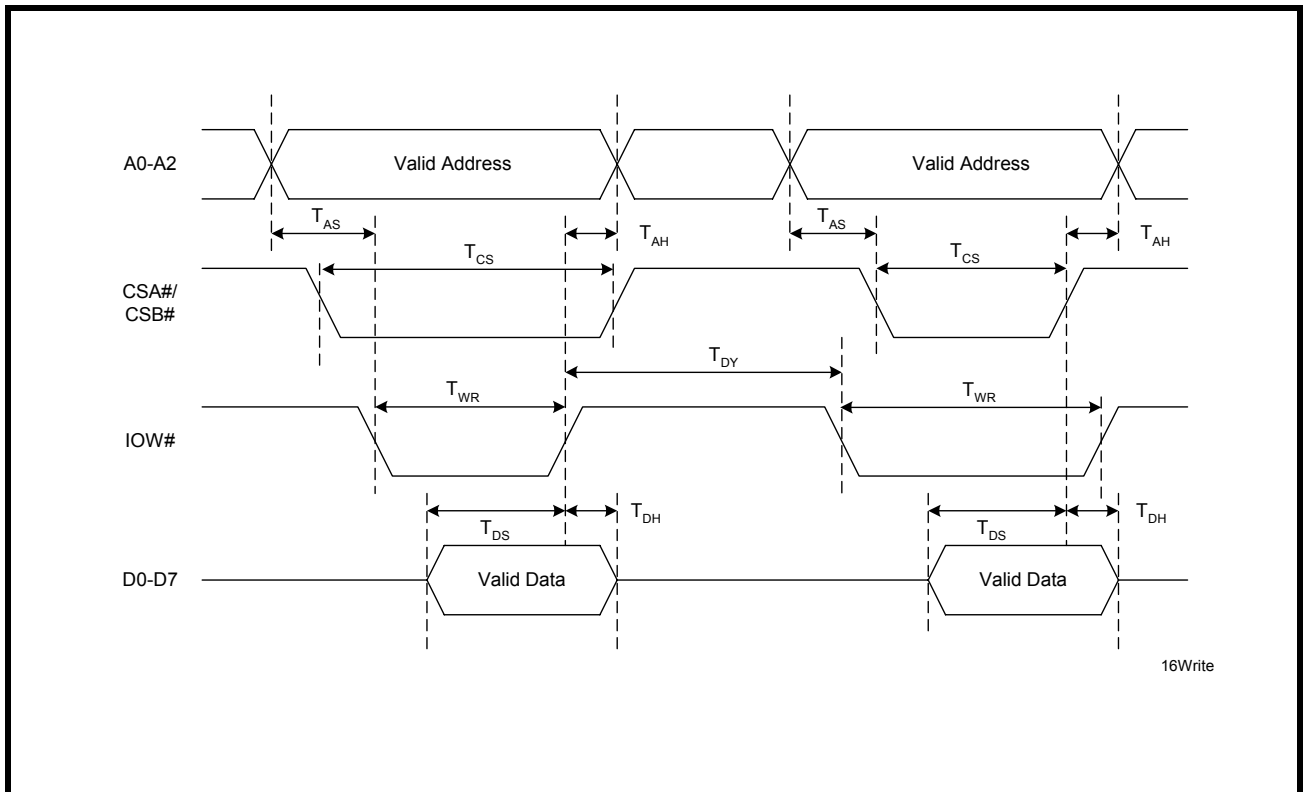 A0-A2
Valid Address
Valid Address
TAS
TAH
TAS
TAH
CSA#/
CSB#
TCS
TCS
TDY
IOW#
TWR
TWR
TDS
TDH
TDS
TDH
D0-D7
Valid Data
Valid Data
16Write